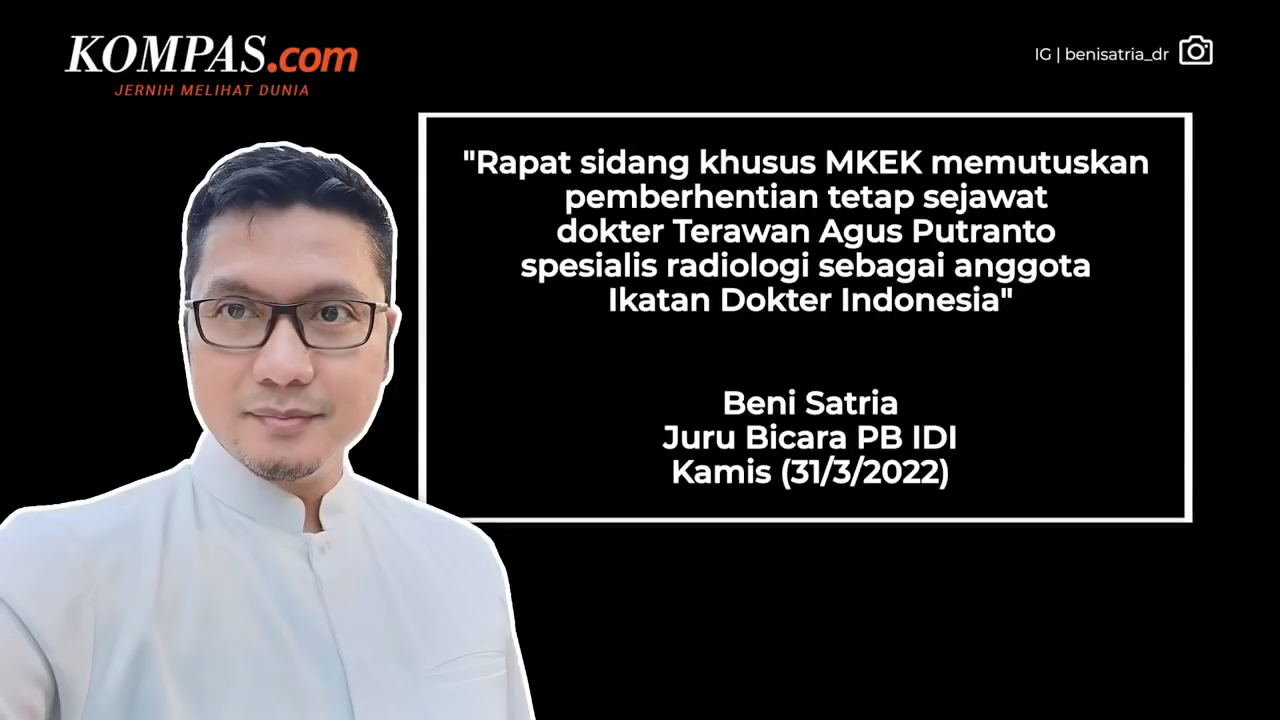 KOMPAS.com
JERNIH MELIHAT DUNIA
IG | benisatria_dr
"Rapat sidang khusus MKEK memutuskan
pemberhentian tetap sejawat
dokter Terawan Agus Putranto
spesialis radiologi sebagai anggota
Ikatan Dokter Indonesia"
Beni Satria
Juru Bicara PB IDI
Kamis (31/3/2022)